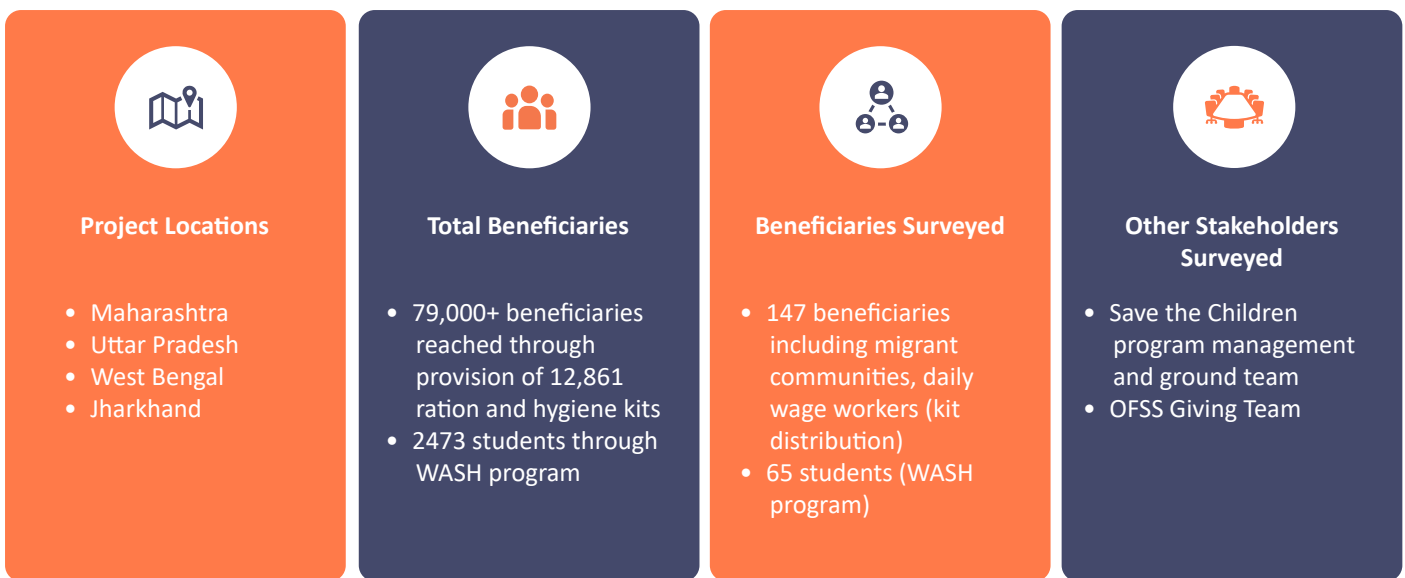 Project Locations
• Maharashtra
• Uttar Pradesh
• West Bengal
• Jharkhand
Total Beneficiaries
• 79,000+ beneficiaries
reached through
provision of 12,861
ration and hygiene kits
• 2473 students through
WASH program
Beneficiaries Surveyed
• 147 beneficiaries
including migrant
communities, daily
wage workers (kit
distribution)
• 65 students (WASH
program)
Other Stakeholders
Surveyed
• Save the Children
program management
and ground team
• OFSS Giving Team